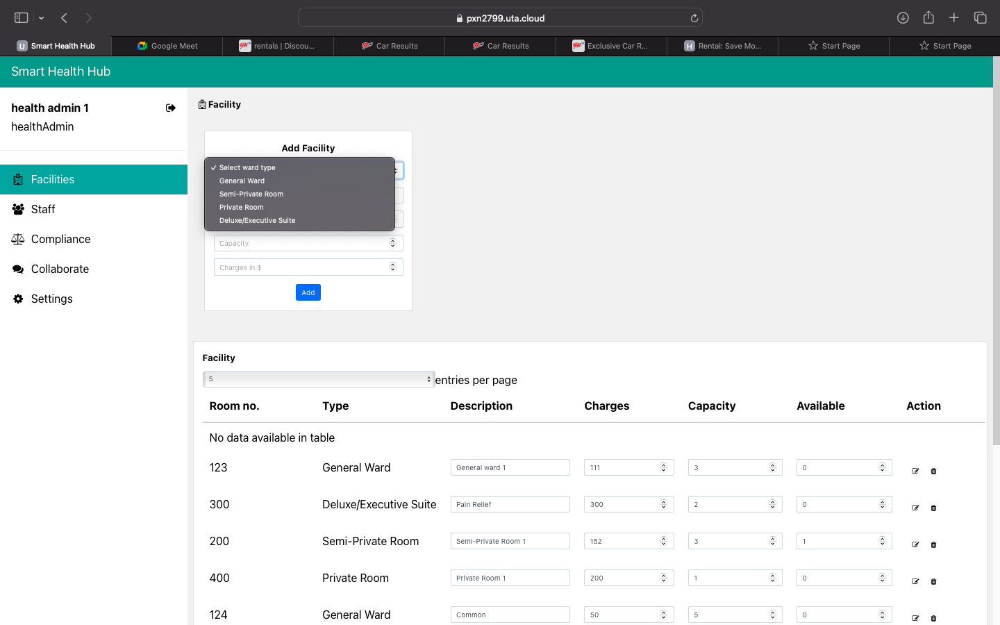 pxn2799.uta.cloud
U Smart Health Hub
Google Meet
rentals | Discou...
Car Results
Car Results
Exclusive Car R...
H Rental: Save Mo...
Start Page
Start Page
Smart Health Hub
health admin 1
healthAdmin
Facilities
Staff
Compliance
Collaborate
Settings
Facility
Add Facility
✓ Select ward type
General Ward
Semi-Private Room
Private Room
Deluxe/Executive Suite
Capacity
Charges in $
Add
Facility
5 entries per page
Room no. Type Description Charges Capacity Available Action
No data available in table
123 General Ward General ward 1 111 3 0
300 Deluxe/Executive Suite Pain Relief 300 2 0
200 Semi-Private Room Semi-Private Room 1 152 3 1
400 Private Room Private Room 1 200 1 0
124 General Ward Common 50 5 0